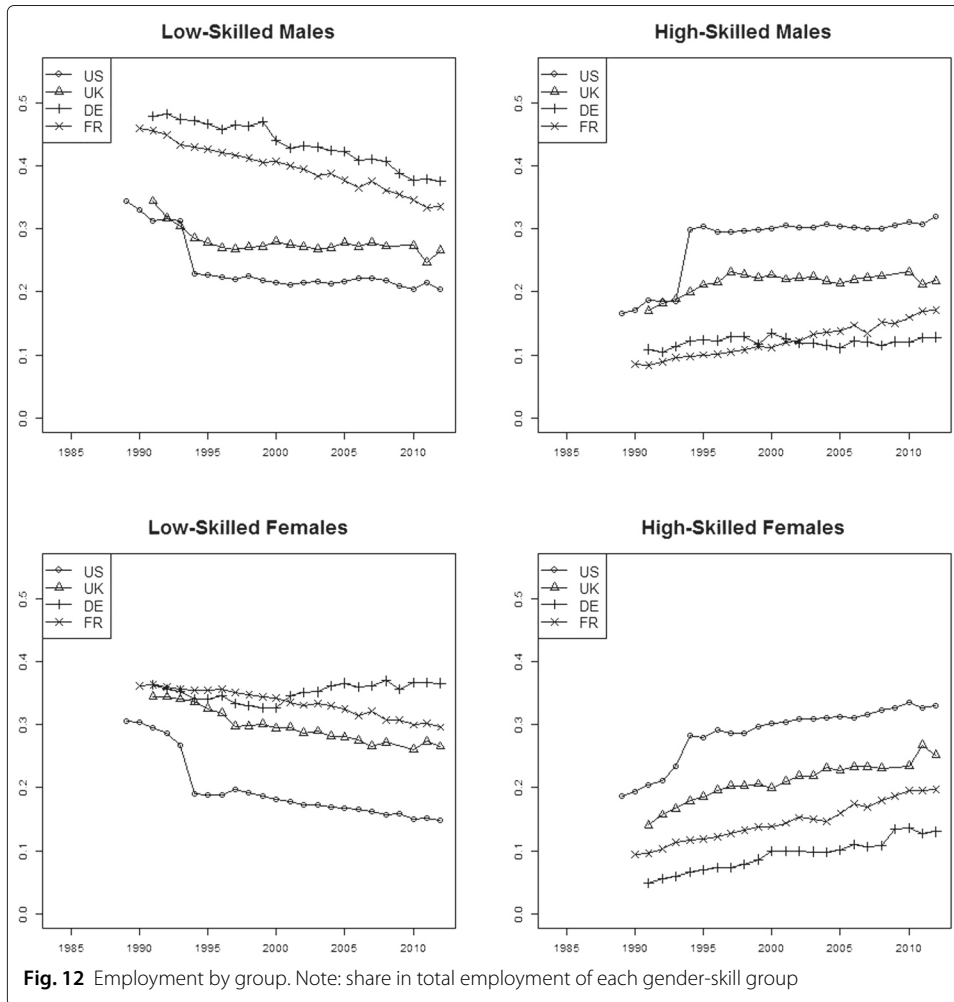 Low-Skilled Males
US
UK
DE
FR
0.5
0.4
0.3
0.2
0.1
0.0
1985 1990 1995 2000 2005 2010
High-Skilled Males
US
UK
DE
FR
0.5
0.4
0.3
0.2
0.1
0.0
1985 1990 1995 2000 2005 2010
Low-Skilled Females
US
UK
DE
FR
0.5
0.4
0.3
0.2
0.1
0.0
1985 1990 1995 2000 2005 2010
High-Skilled Females
US
UK
DE
FR
0.5
0.4
0.3
0.2
0.1
0.0
1985 1990 1995 2000 2005 2010
Fig. 12 Employment by group. Note: share in total employment of each gender-skill group